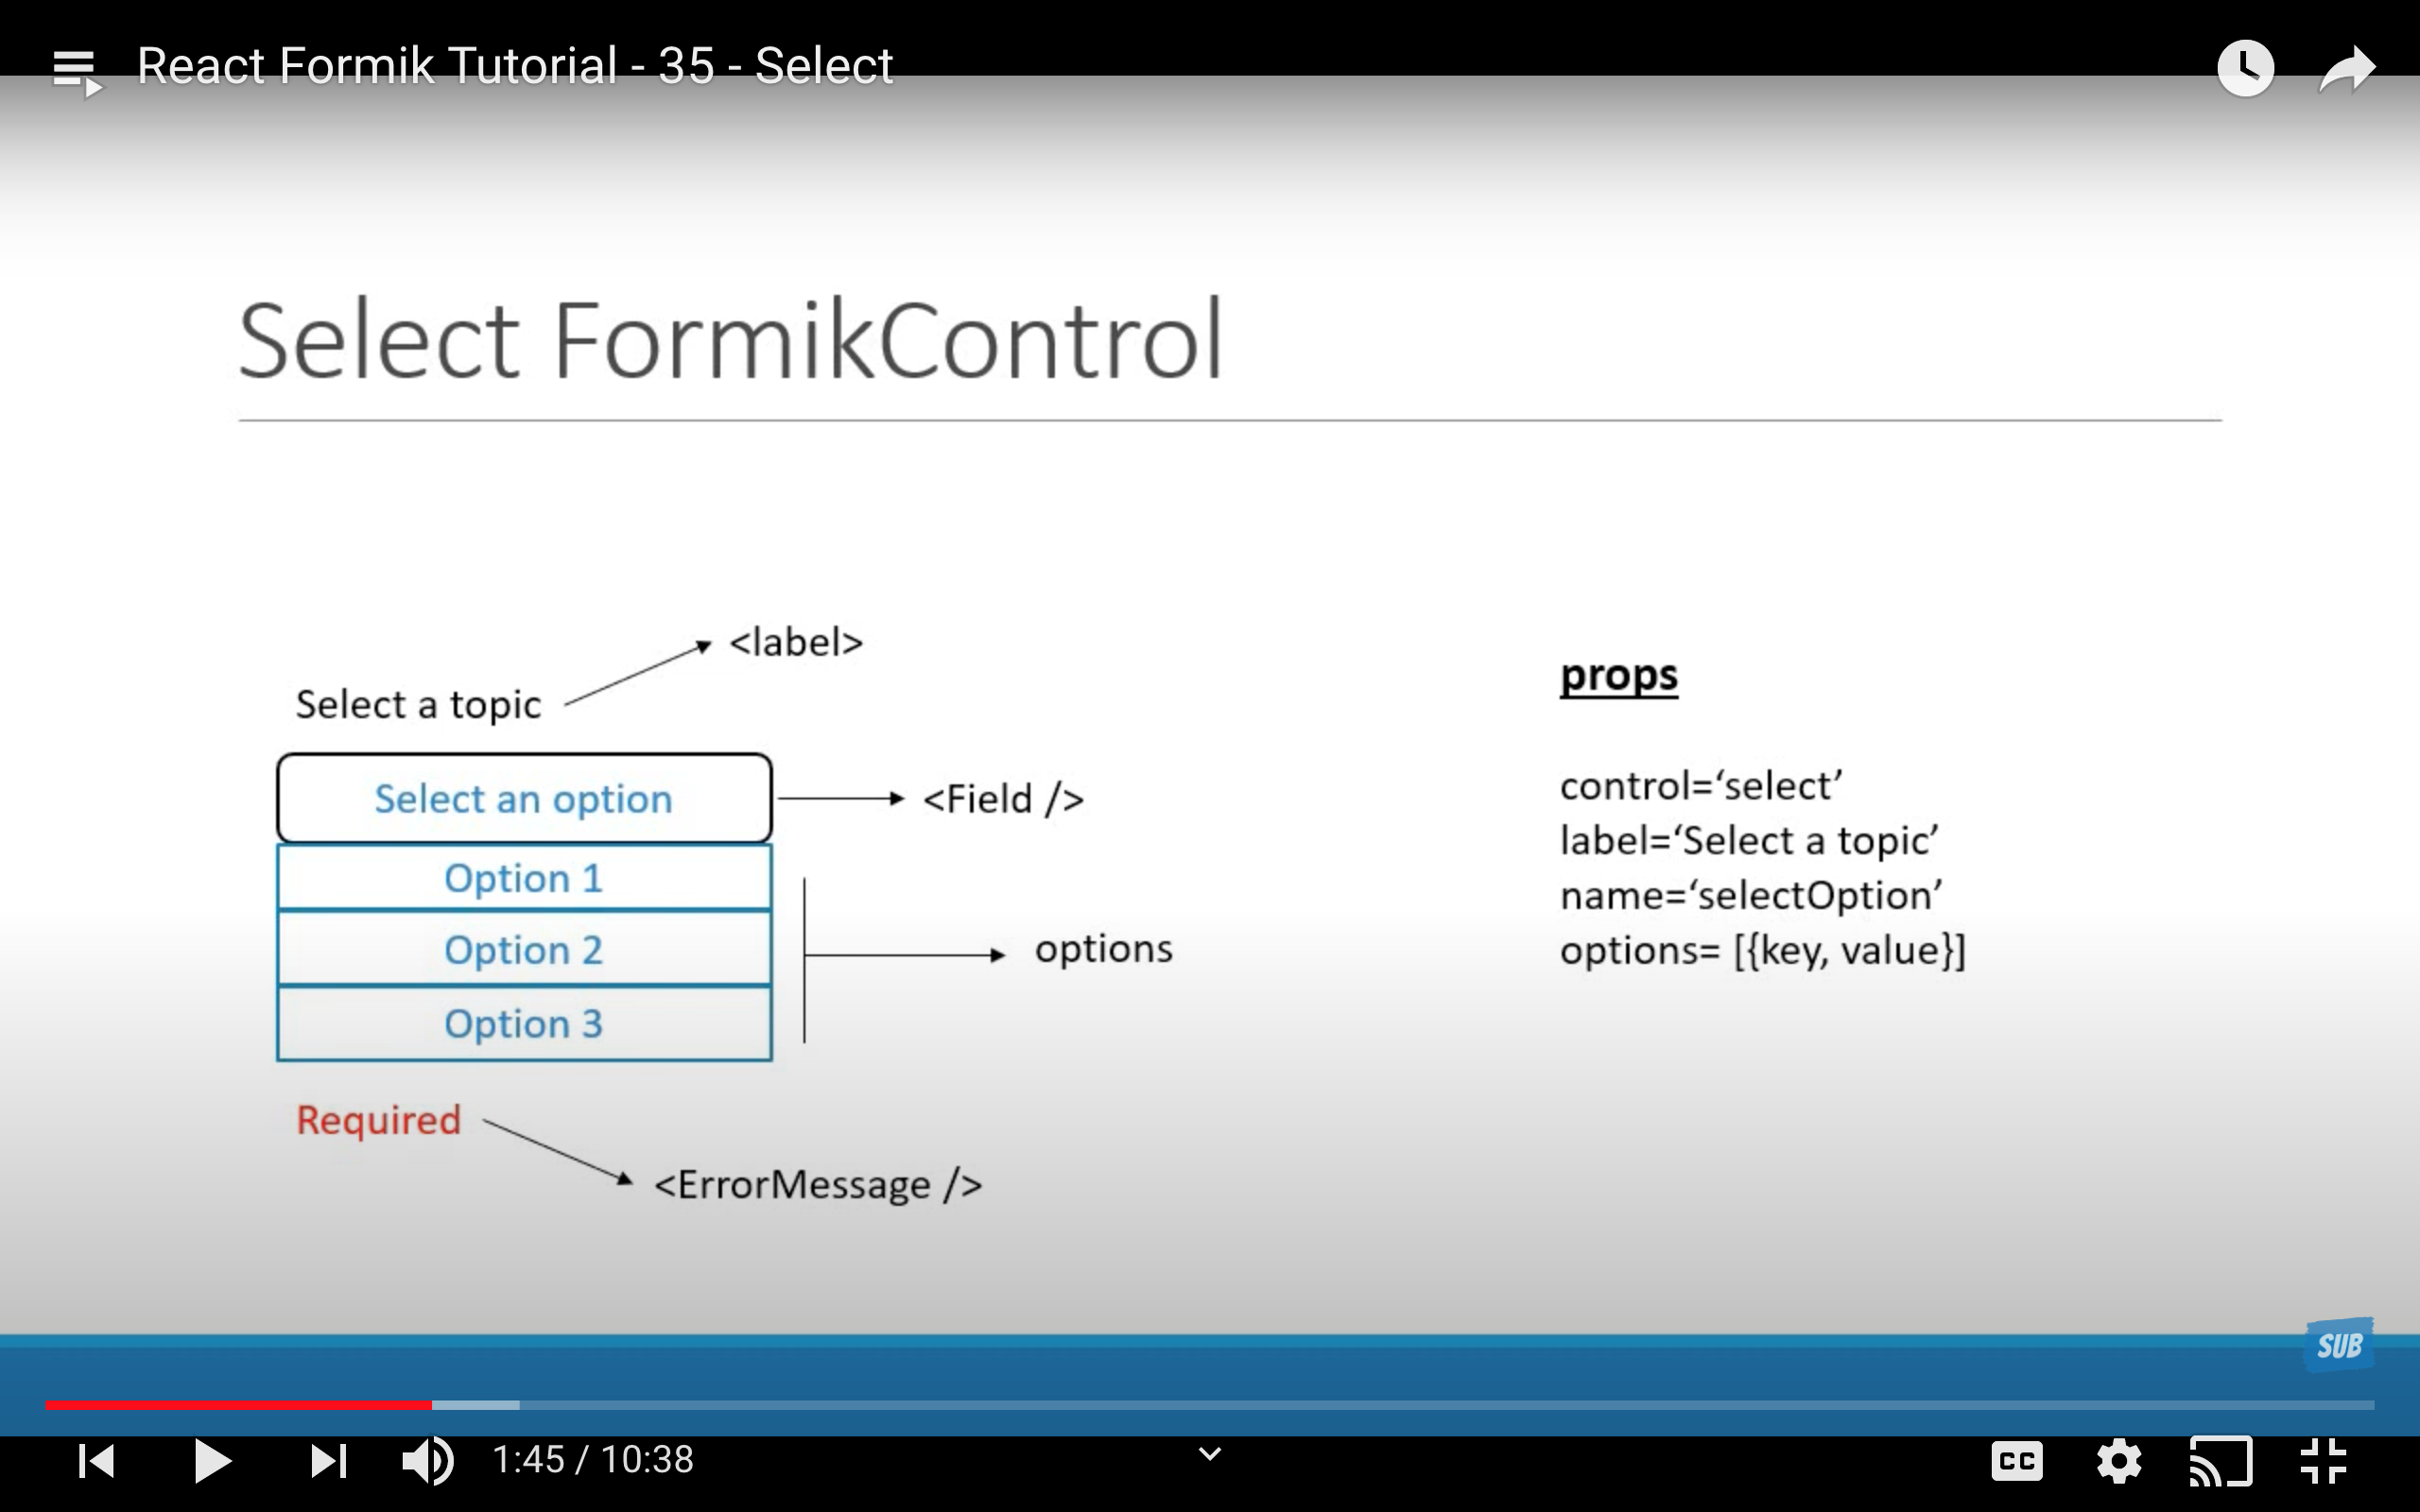 React Formik Tutorial - 35 - Select
Select FormikControl
<label>
Select a topic
Select an option
<Field />
Option 1
Option 2
Option 3
options
Required
<ErrorMessage />
props
control=‘select’
label=‘Select a topic’
name=‘selectOption’
options= [{key, value}]
SUB
1:45 / 10:38
CC